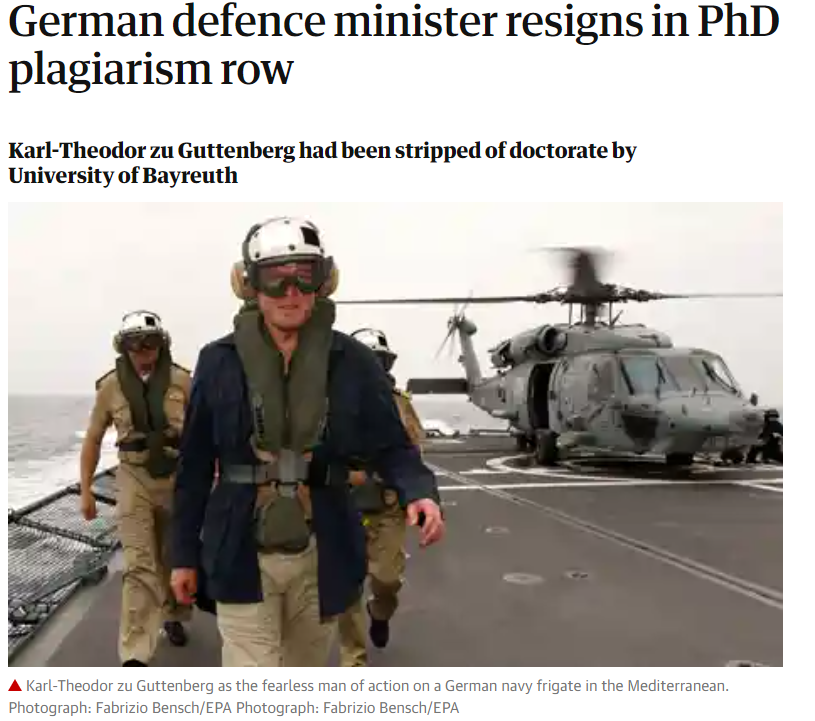 German defence minister resigns in PhD
plagiarism row
Karl-Theodor zu Guttenberg had been stripped of doctorate by
University of Bayreuth
Karl-Theodor zu Guttenberg as the fearless man of action on a German navy frigate in the Mediterranean.
Photograph: Fabrizio Bensch/EPA Photograph: Fabrizio Bensch/EPA